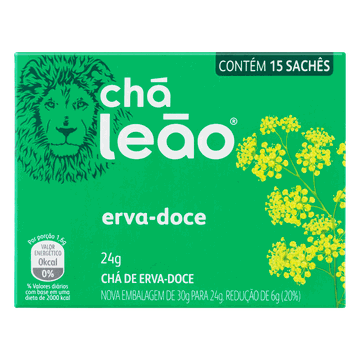 CONTÉM 15 SACHÊS
chá
leão®
erva-doce
24g
CHÁ DE ERVA-DOCE
NOVA EMBALAGEM DE 30g PARA 24g. REDUÇÃO DE 6g (20%)
Por porção 1,6g
VALOR
ENERGÉTICO
0kcal
0%
% Valores diários
com base em uma
dieta de 2000 kcal